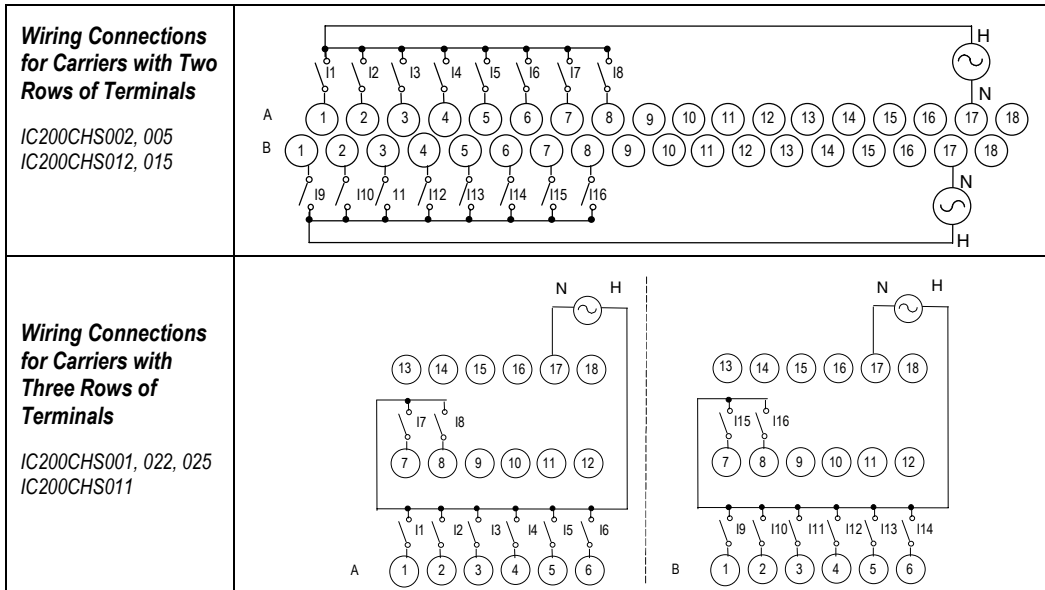 Wiring Connections
for Carriers with Two
Rows of Terminals
IC200CHS002, 005
IC200CHS012, 015
H
I1 I2 I3 I4 I5 I6 I7 I8
N
A 1 2 3 4 5 6 7 8 9 10 11 12 13 14 15 16 17 18
B 1 2 3 4 5 6 7 8 9 10 11 12 13 14 15 16 17 18
N
I9 I10 11 I12 I13 I14 I15 I16
H
Wiring Connections
for Carriers with
Three Rows of
Terminals
IC200CHS001, 022, 025
IC200CHS011
N H
13 14 15 16 17 18
I7 I8
7 8 9 10 11 12
I1 I2 I3 I4 I5 I6
A 1 2 3 4 5 6
N H
13 14 15 16 17 18
I15 I16
7 8 9 10 11 12
I9 I10 I11 I12 I13 I14
B 1 2 3 4 5 6